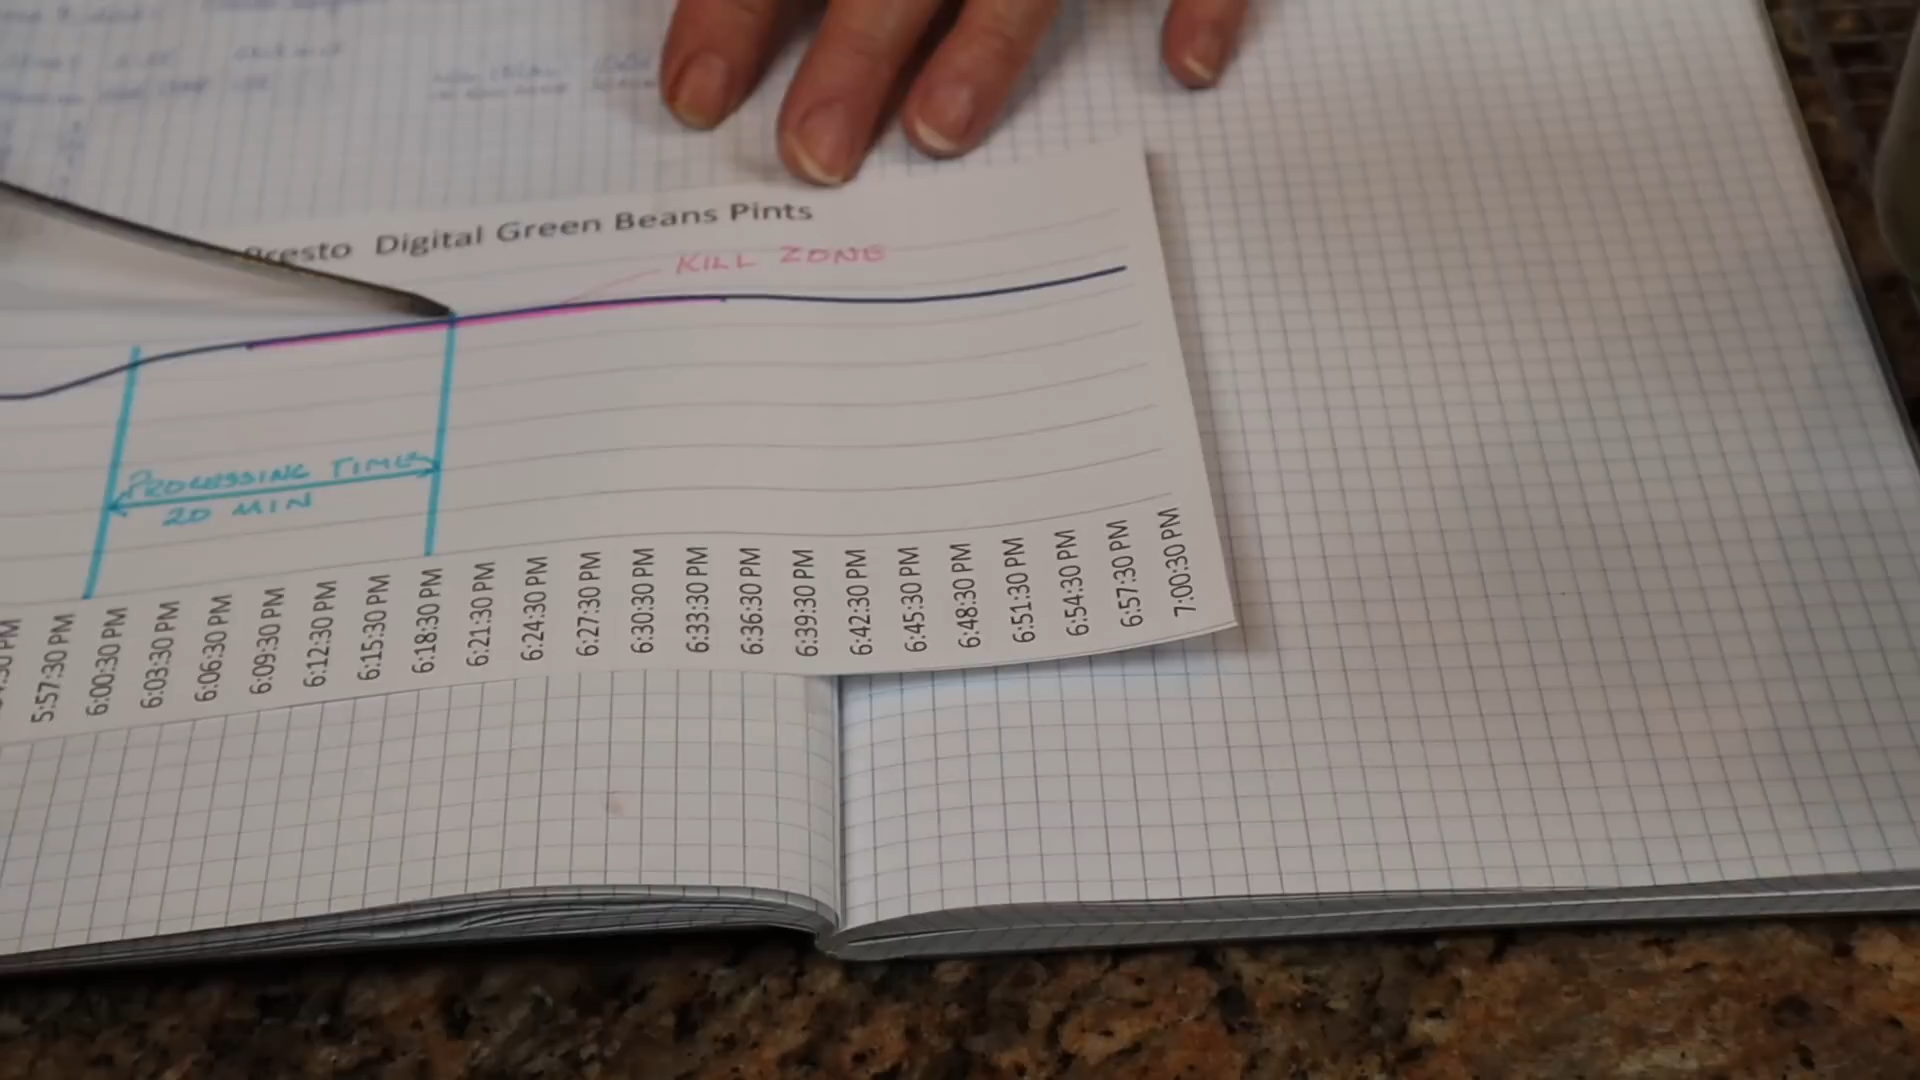 Presto Digital Green Beans Pints
KILL ZONE
PROCESSING TIME
20 MIN
5:57:30 PM
6:00:30 PM
6:03:30 PM
6:06:30 PM
6:09:30 PM
6:12:30 PM
6:15:30 PM
6:18:30 PM
6:21:30 PM
6:24:30 PM
6:27:30 PM
6:30:30 PM
6:33:30 PM
6:36:30 PM
6:39:30 PM
6:42:30 PM
6:45:30 PM
6:48:30 PM
6:51:30 PM
6:54:30 PM
6:57:30 PM
7:00:30 PM